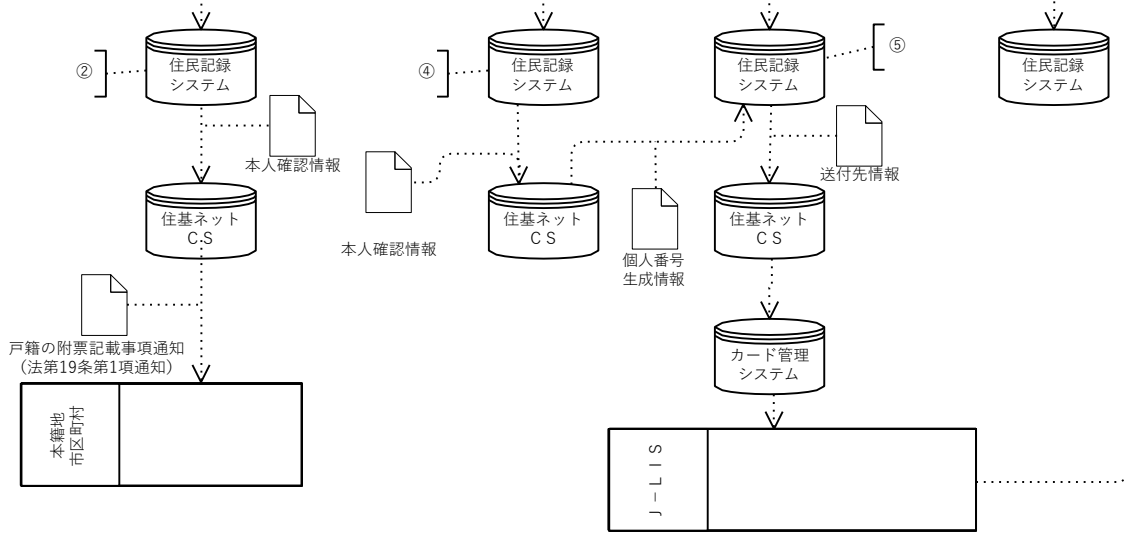 ②
住民記録
システム
④
住民記録
システム
住民記録
システム
⑤
住民記録
システム
本人確認情報
本人確認情報
送付先情報
住基ネット
CS
住基ネット
CS
個人番号
生成情報
住基ネット
CS
戸籍の附票記載事項通知
（法第19条第1項通知）
カード管理
システム
本籍地
市区町村
J－LIS